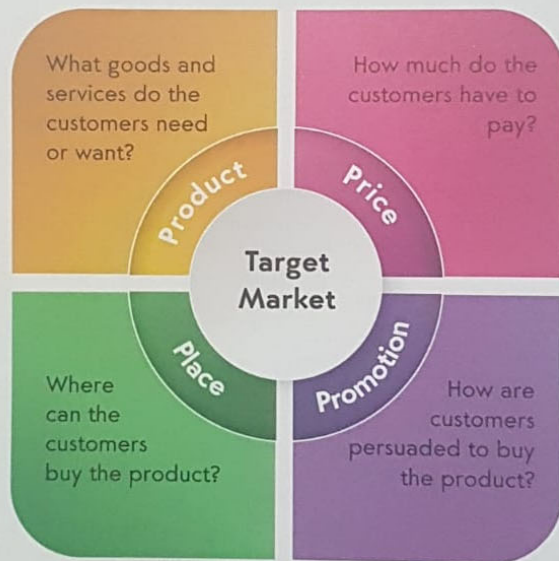 What goods and
services do the
customers need
or want?
Product
How much do the
customers have to
pay?
Price
Target
Market
Where
can the
customers
buy the product?
Place
How are
customers
persuaded to buy
the product?
Promotion